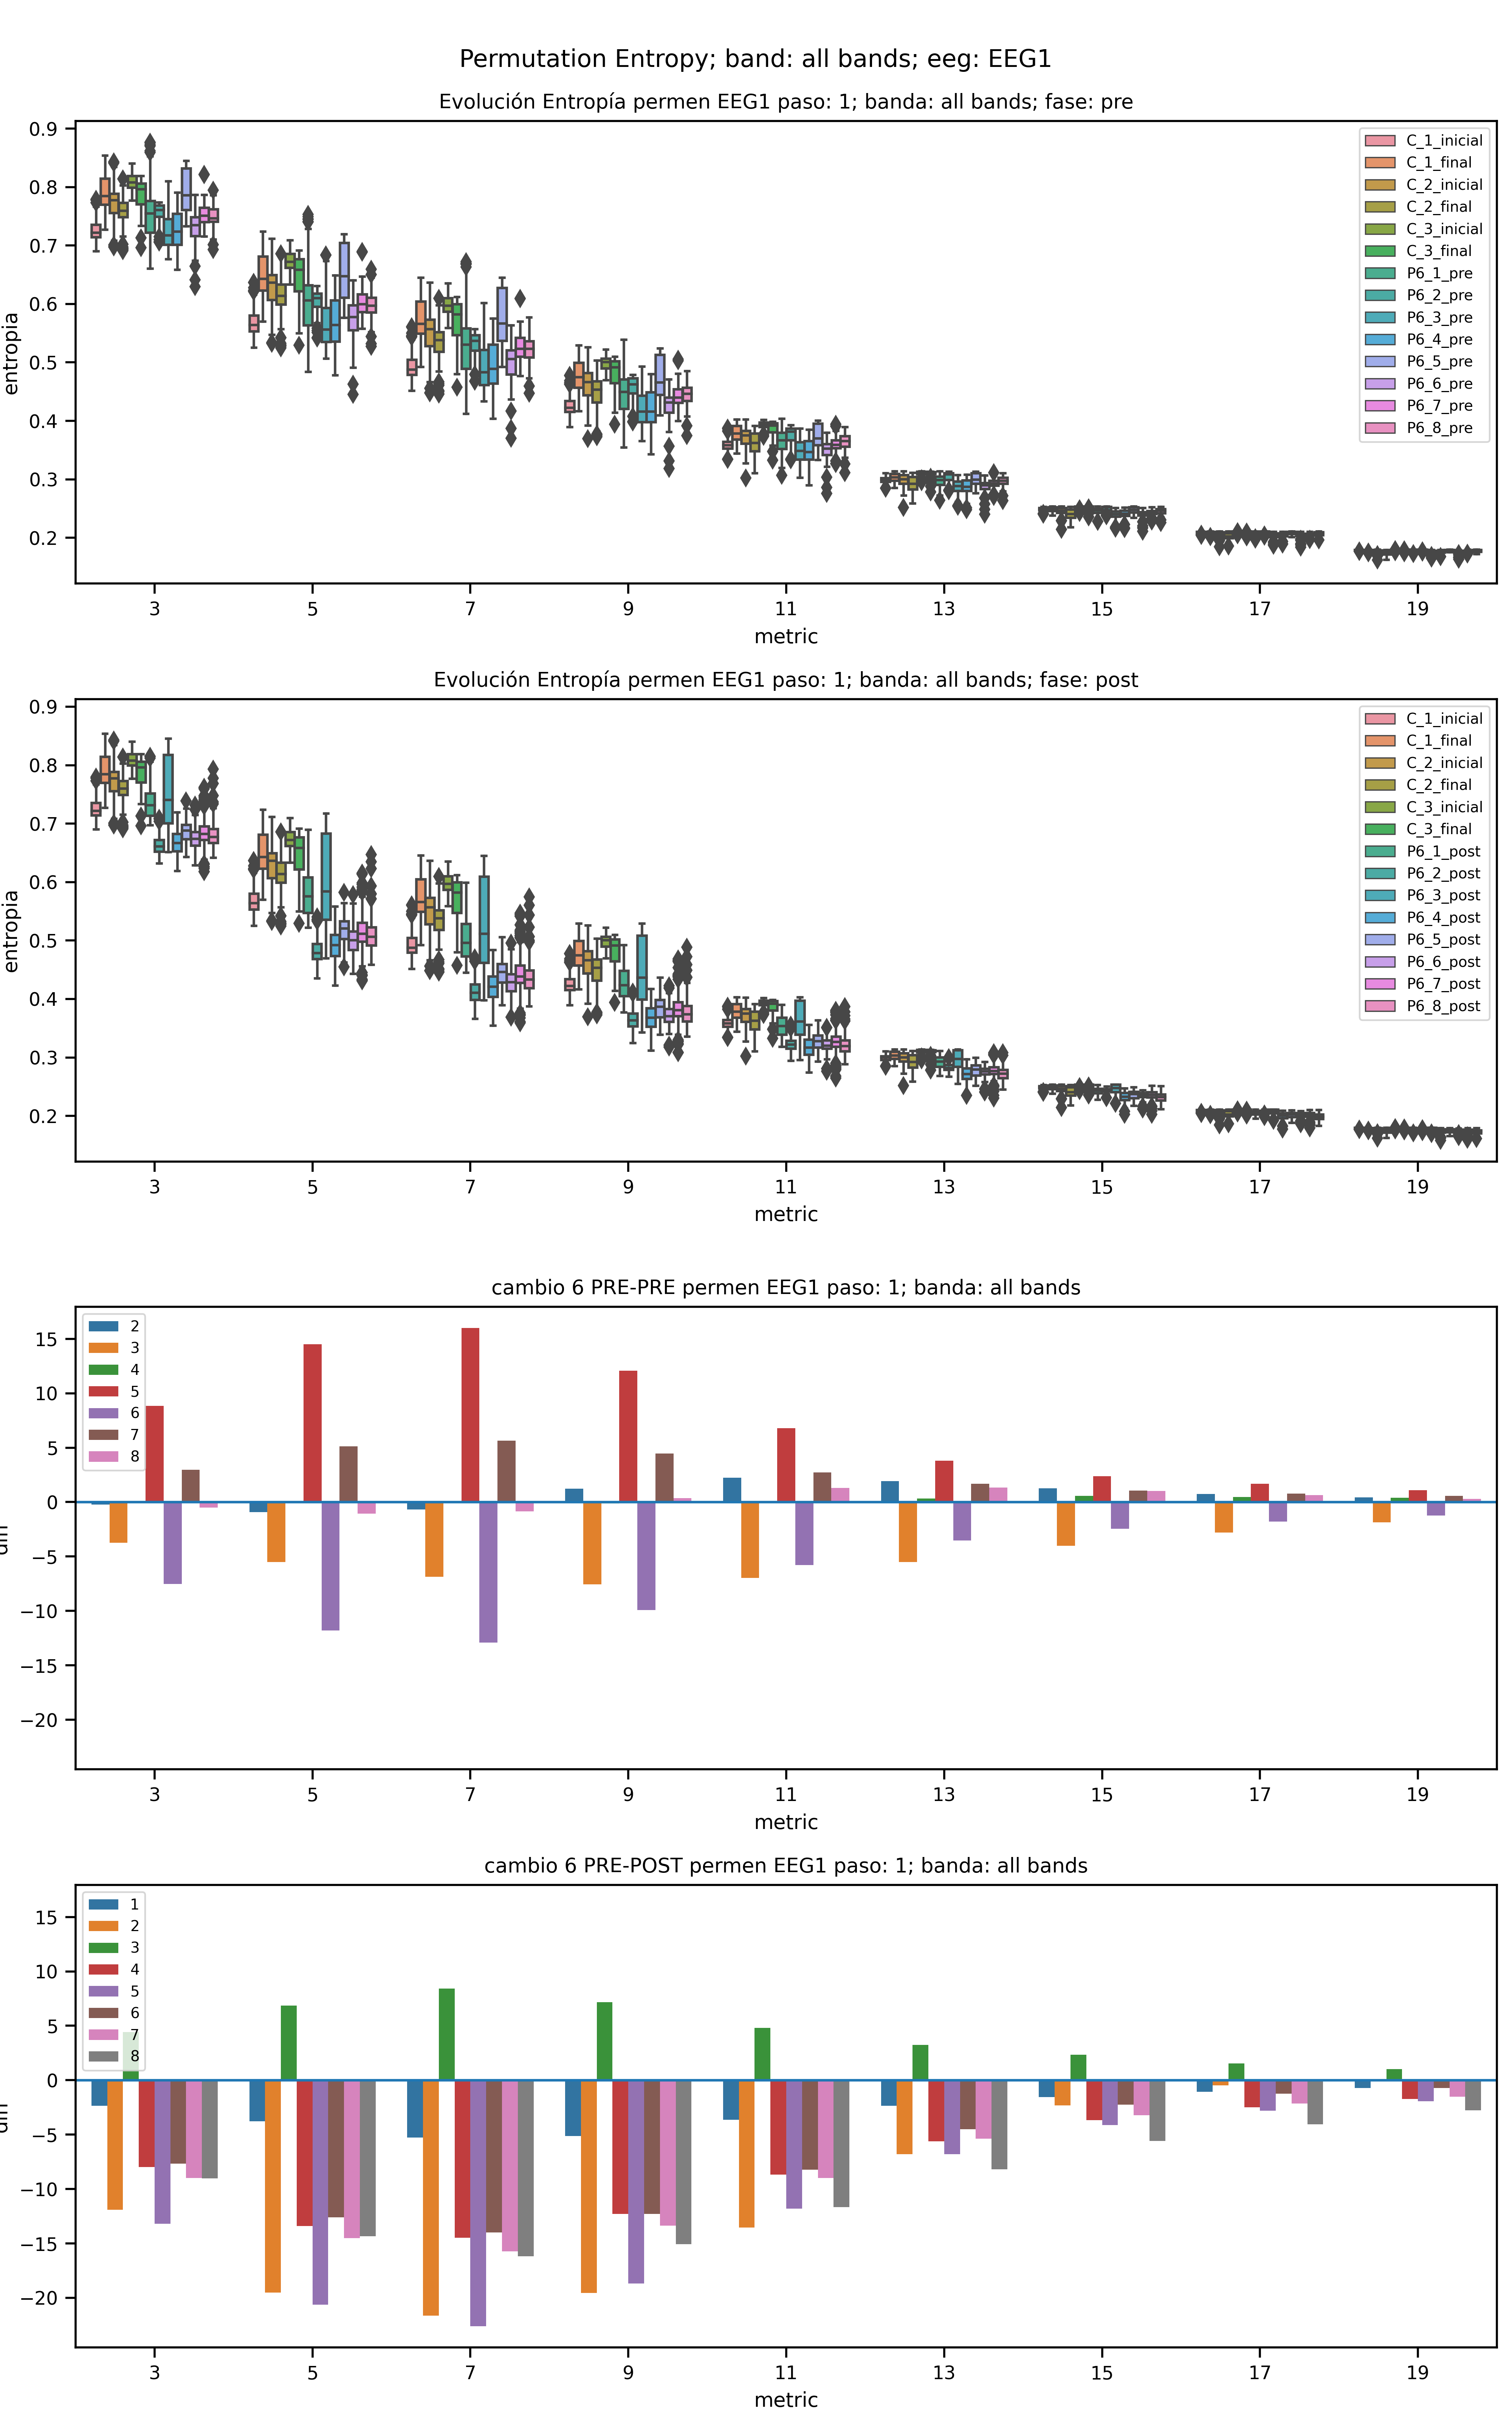 Permutation Entropy; band: all bands; eeg: EEG1
Evolución Entropía permen EEG1 paso: 1; banda: all bands; fase: pre
0.9
0.8
0.7
0.6
0.5
0.4
0.3
0.2
entropia
C_1_inicial
C_1_final
C_2_inicial
C_2_final
C_3_inicial
C_3_final
P6_1_pre
P6_2_pre
P6_3_pre
P6_4_pre
P6_5_pre
P6_6_pre
P6_7_pre
P6_8_pre
3 5 7 9 11 13 15 17 19
metric
Evolución Entropía permen EEG1 paso: 1; banda: all bands; fase: post
0.9
0.8
0.7
0.6
0.5
0.4
0.3
0.2
entropia
C_1_inicial
C_1_final
C_2_inicial
C_2_final
C_3_inicial
C_3_final
P6_1_post
P6_2_post
P6_3_post
P6_4_post
P6_5_post
P6_6_post
P6_7_post
P6_8_post
3 5 7 9 11 13 15 17 19
metric
cambio 6 PRE-PRE permen EEG1 paso: 1; banda: all bands
15
10
5
0
−5
−10
−15
−20
2
3
4
5
6
7
8
3 5 7 9 11 13 15 17 19
metric
cambio 6 PRE-POST permen EEG1 paso: 1; banda: all bands
15
10
5
0
−5
−10
−15
−20
1
2
3
4
5
6
7
8
3 5 7 9 11 13 15 17 19
metric